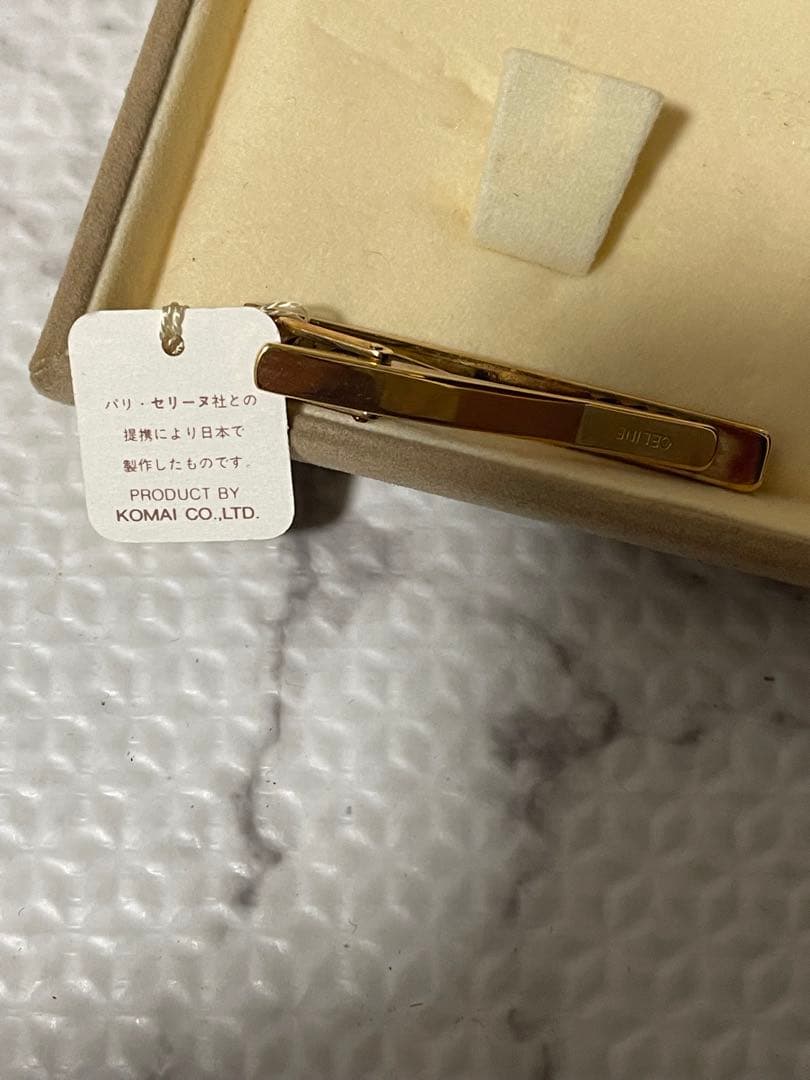 パリ・セリーヌ社との
提携により日本で
製作したものです。
PRODUCT BY
KOMAI CO.,LTD.
CELINE